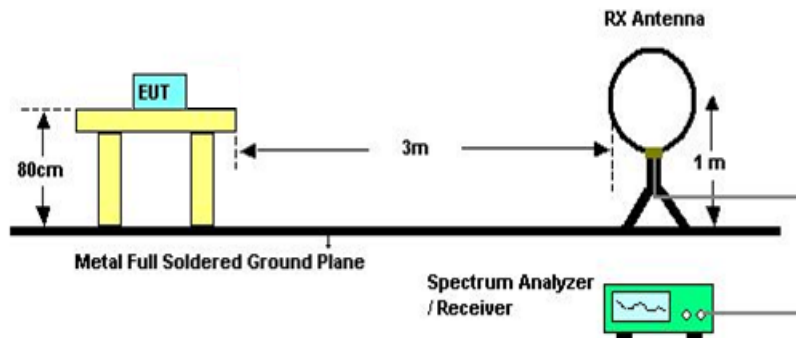 RX Antenna
EUT
80cm
3m
1 m
Metal Full Soldered Ground Plane
Spectrum Analyzer
/ Receiver